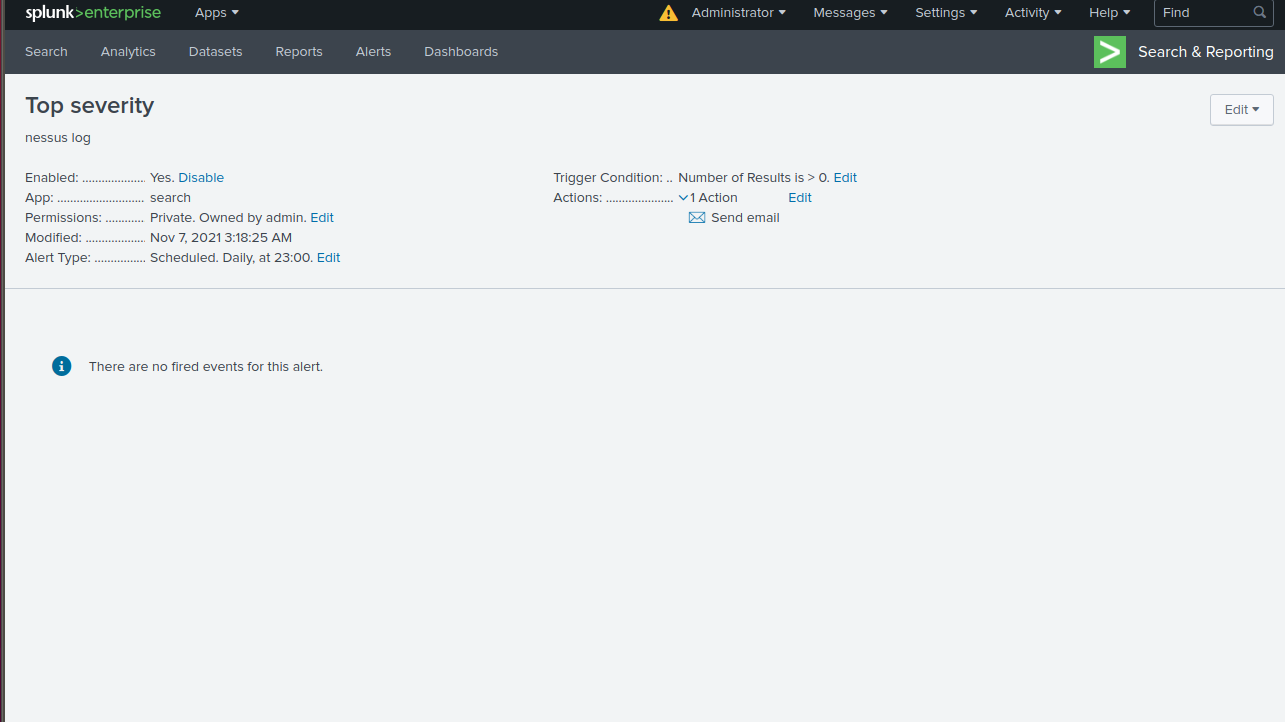 splunk>enterprise Apps Administrator Messages Settings Activity Help Find
Search Analytics Datasets Reports Alerts Dashboards Search & Reporting
Top severity
Edit
nessus log
Enabled: .................... Yes. Disable
App: ........................... search
Permissions: ............ Private. Owned by admin. Edit
Modified: ................... Nov 7, 2021 3:18:25 AM
Alert Type: ................ Scheduled. Daily, at 23:00. Edit
Trigger Condition: .. Number of Results is > 0. Edit
Actions: ..................... 1 Action Edit
Send email
There are no fired events for this alert.